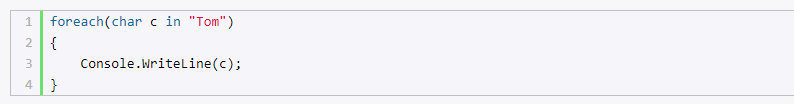 1 foreach(char c in "Tom")
2 {
3     Console.WriteLine(c);
4 }